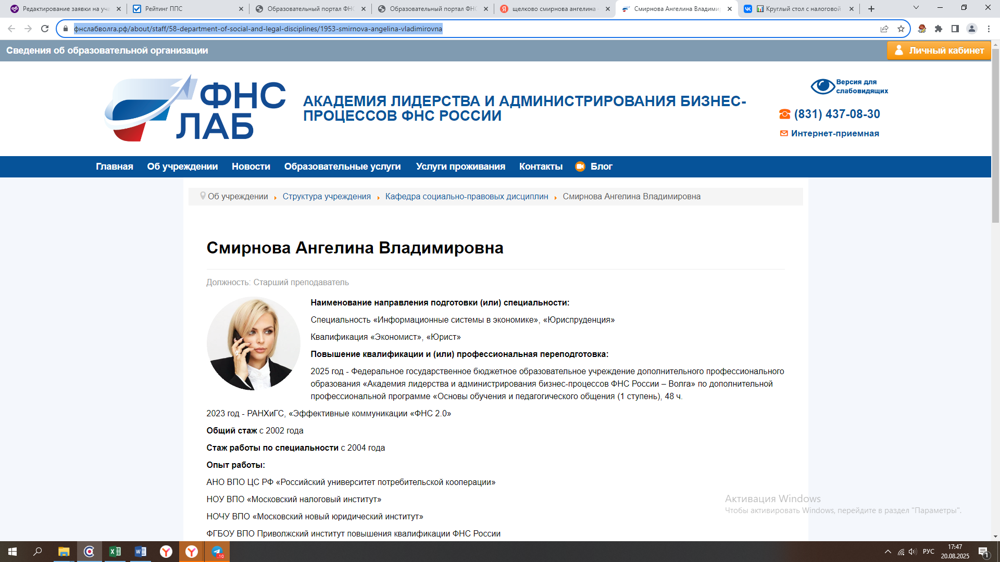 Редактирование заявки на уча
Рейтинг ППС
Образовательный портал ФНС
Образовательный портал ФНС
щелково смирнова ангелина
Смирнова Ангелина Владимир
Круглый стол с налоговой
фнслабволга.рф/about/staff/58-department-of-social-and-legal-disciplines/1953-smirnova-angelina-vladimirovna
Сведения об образовательной организации
Личный кабинет
ФНС
ЛАБ
АКАДЕМИЯ ЛИДЕРСТВА И АДМИНИСТРИРОВАНИЯ БИЗНЕС-
ПРОЦЕССОВ ФНС РОССИИ
Версия для
слабовидящих
(831) 437-08-30
Интернет-приемная
Главная Об учреждении Новости Образовательные услуги Услуги проживания Контакты Блог
Об учреждении Структура учреждения Кафедра социально-правовых дисциплин Смирнова Ангелина Владимировна
Смирнова Ангелина Владимировна
Должность: Старший преподаватель
Наименование направления подготовки (или) специальности:
Специальность «Информационные системы в экономике», «Юриспруденция»
Квалификация «Экономист», «Юрист»
Повышение квалификации и (или) профессиональная переподготовка:
2025 год - Федеральное государственное бюджетное образовательное учреждение дополнительного профессионального
образования «Академия лидерства и администрирования бизнес-процессов ФНС России – Волга» по дополнительной
профессиональной программе «Основы обучения и педагогического общения (1 ступень), 48 ч.
2023 год - РАНХиГС, «Эффективные коммуникации «ФНС 2.0»
Общий стаж с 2002 года
Стаж работы по специальности с 2004 года
Опыт работы:
АНО ВПО ЦС РФ «Российский университет потребительской кооперации»
НОУ ВПО «Московский налоговый институт»
НОЧУ ВПО «Московский новый юридический институт»
ФГБОУ ВПО Приволжский институт повышения квалификации ФНС России
Активация Windows
Чтобы активировать Windows, перейдите в раздел "Параметры".
РУС
17:47
20.08.2025
1
..10